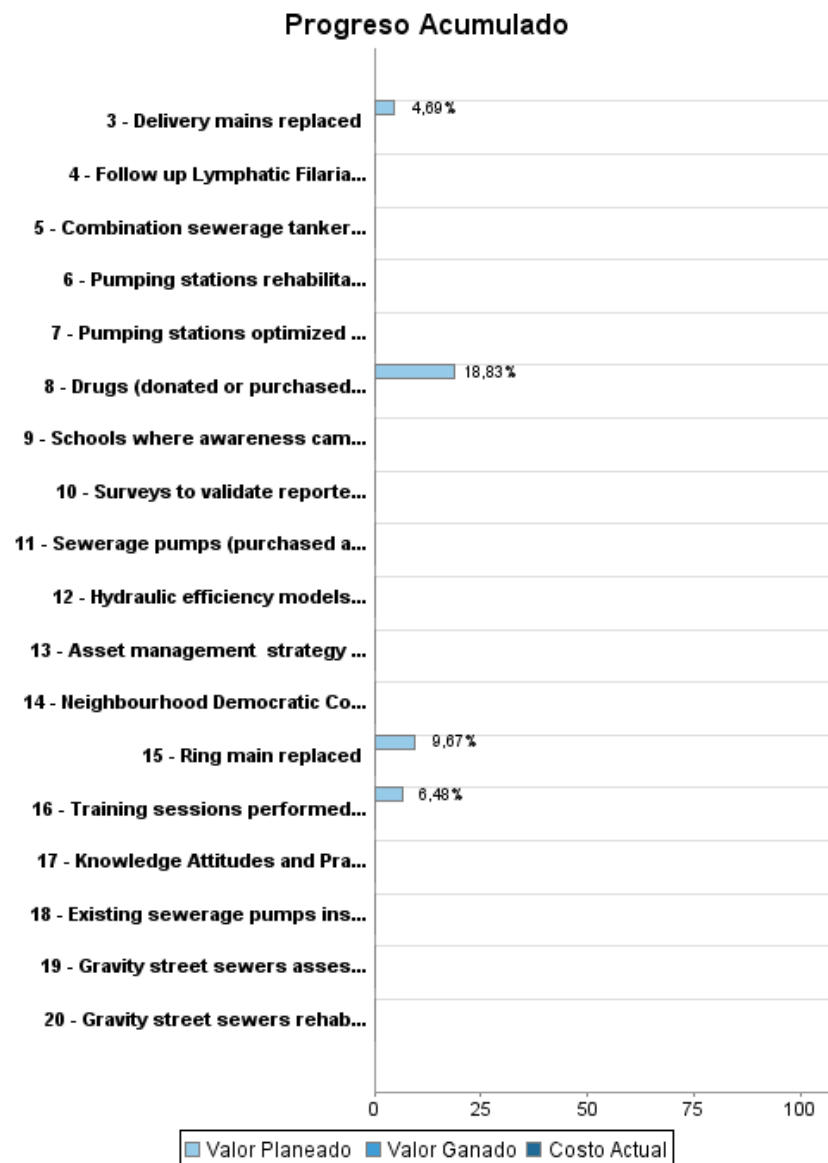 Progreso Acumulado
3 - Delivery mains replaced 4,69%
4 - Follow up Lymphatic Filaria...
5 - Combination sewerage tanker...
6 - Pumping stations rehabilita...
7 - Pumping stations optimized ...
8 - Drugs (donated or purchased... 18,83%
9 - Schools where awareness cam...
10 - Surveys to validate reporte...
11 - Sewerage pumps (purchased a...
12 - Hydraulic efficiency models...
13 - Asset management  strategy ...
14 - Neighbourhood Democratic Co...
15 - Ring main replaced 9,67%
16 - Training sessions performed... 6,48%
17 - Knowledge Attitudes and Pra...
18 - Existing sewerage pumps ins...
19 - Gravity street sewers asses...
20 - Gravity street sewers rehab...
0 25 50 75 100
Valor Planeado Valor Ganado Costo Actual